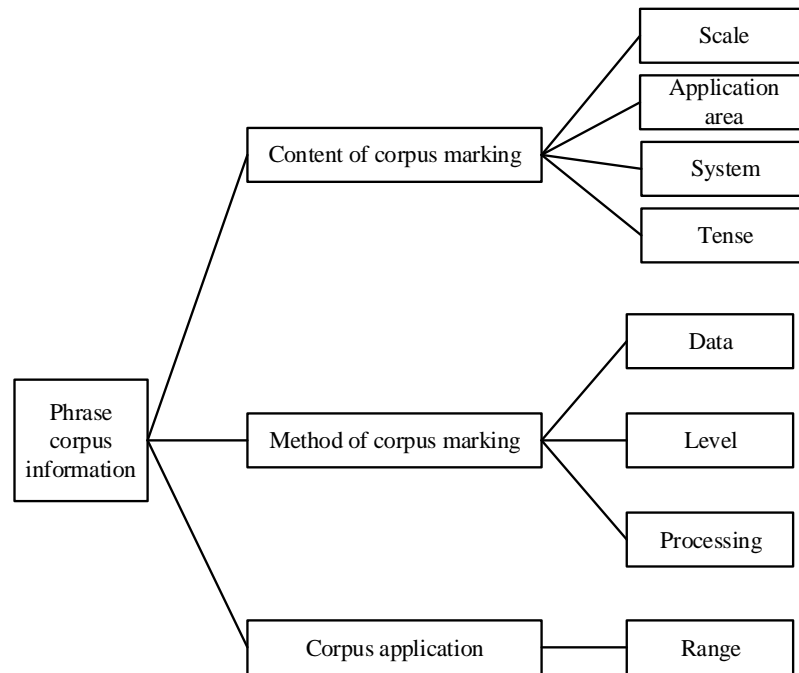 Scale
Application
area
Content of corpus marking
System
Tense
Data
Phrase
corpus
information
Method of corpus marking
Level
Processing
Corpus application
Range